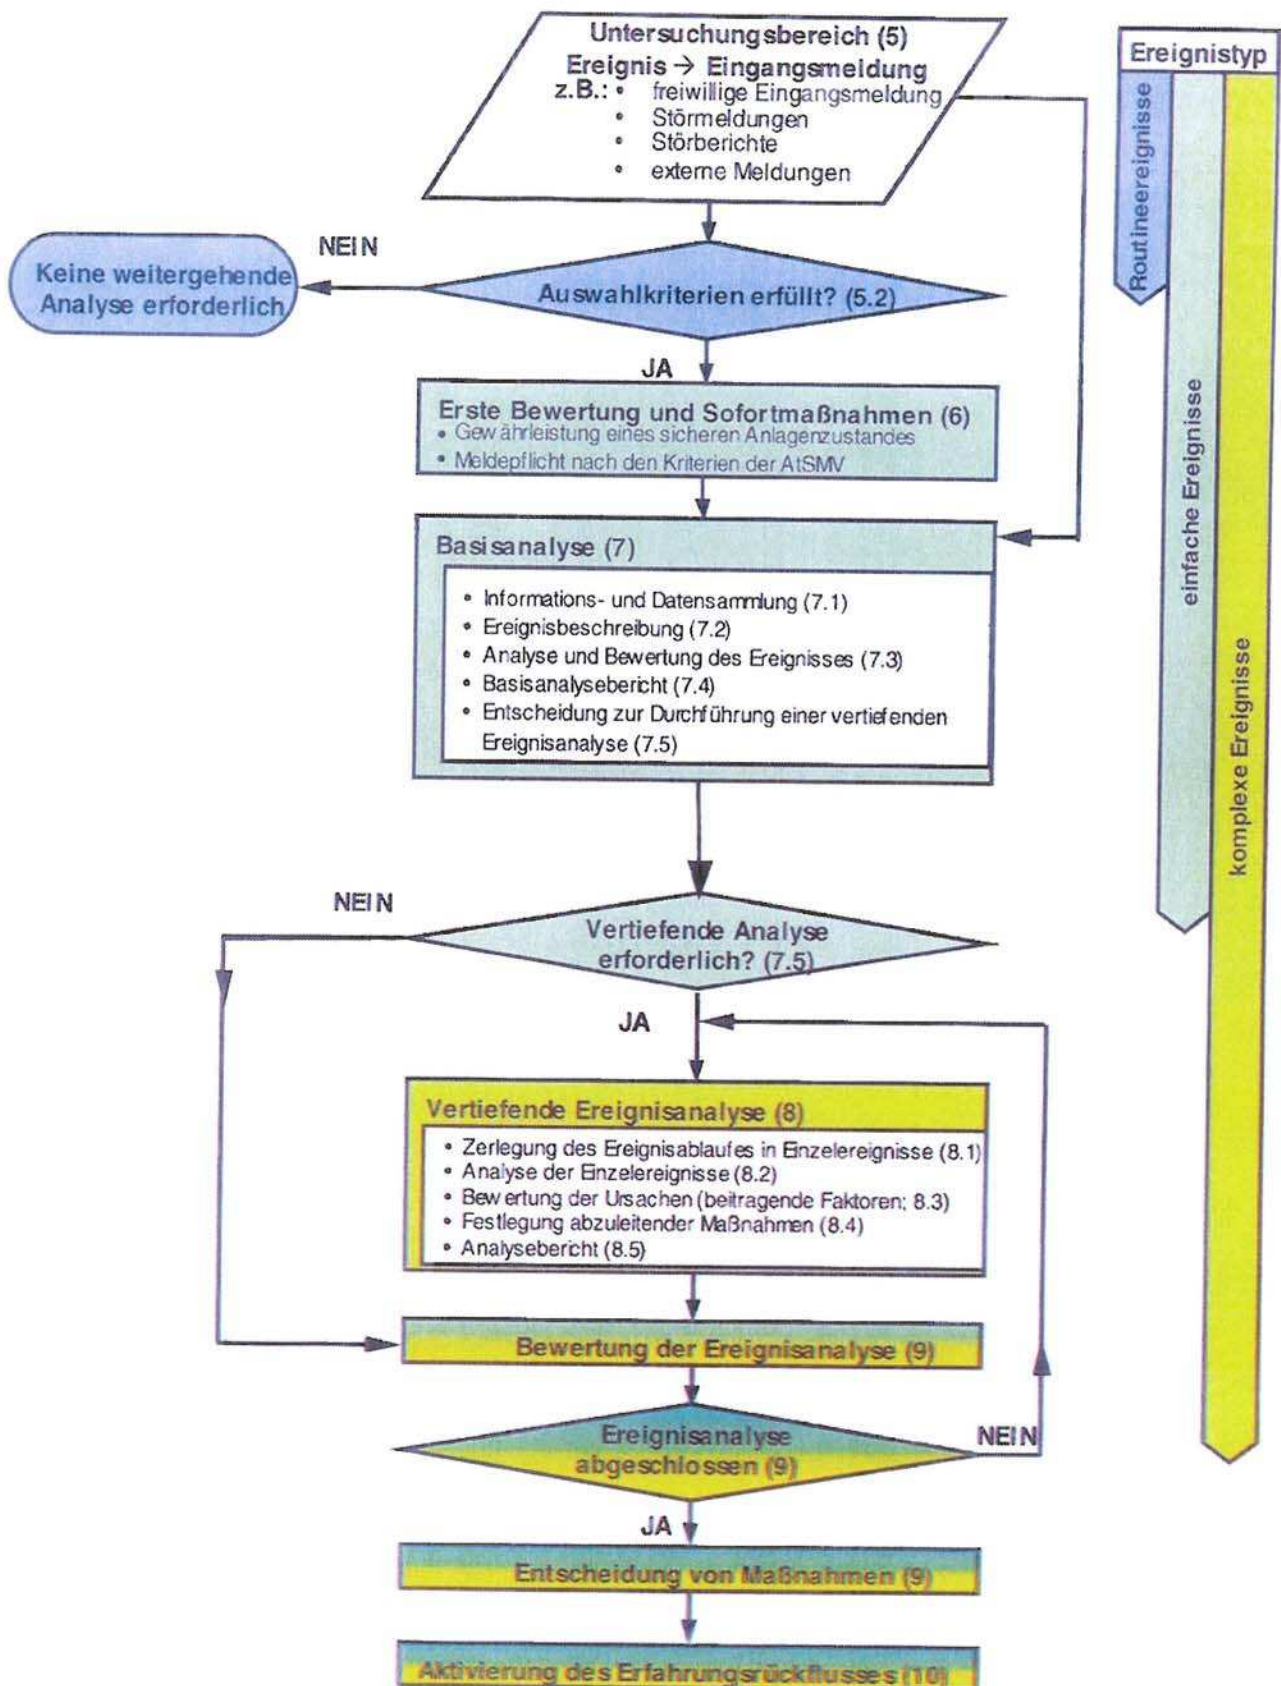 Untersuchungsbereich (5)
Ereignis → Eingangsmeldung
z.B.: • freiwillige Eingangsmeldung
• Störmeldungen
• Störberichte
• externe Meldungen
Ereignistyp
Routineereignisse
einfache Ereignisse
komplexe Ereignisse
NEIN
Keine weitergehende
Analyse erforderlich
Auswahlkriterien erfüllt? (5.2)
JA
Erste Bewertung und Sofortmaßnahmen (6)
• Gewährleistung eines sicheren Anlagenzustandes
• Meldepflicht nach den Kriterien der AtSMV
Basisanalyse (7)
• Informations- und Datensammlung (7.1)
• Ereignisbeschreibung (7.2)
• Analyse und Bewertung des Ereignisses (7.3)
• Basisanalysebericht (7.4)
• Entscheidung zur Durchführung einer vertiefenden
Ereignisanalyse (7.5)
NEIN
Vertiefende Analyse
erforderlich? (7.5)
JA
Vertiefende Ereignisanalyse (8)
• Zerlegung des Ereignisablaufes in Einzelereignisse (8.1)
• Analyse der Einzelereignisse (8.2)
• Bewertung der Ursachen (beitragende Faktoren; 8.3)
• Festlegung abzuleitender Maßnahmen (8.4)
• Analysebericht (8.5)
Bewertung der Ereignisanalyse (9)
Ereignisanalyse
abgeschlossen (9)
NEIN
JA
Entscheidung von Maßnahmen (9)
Aktivierung des Erfahrungsrückflusses (10)